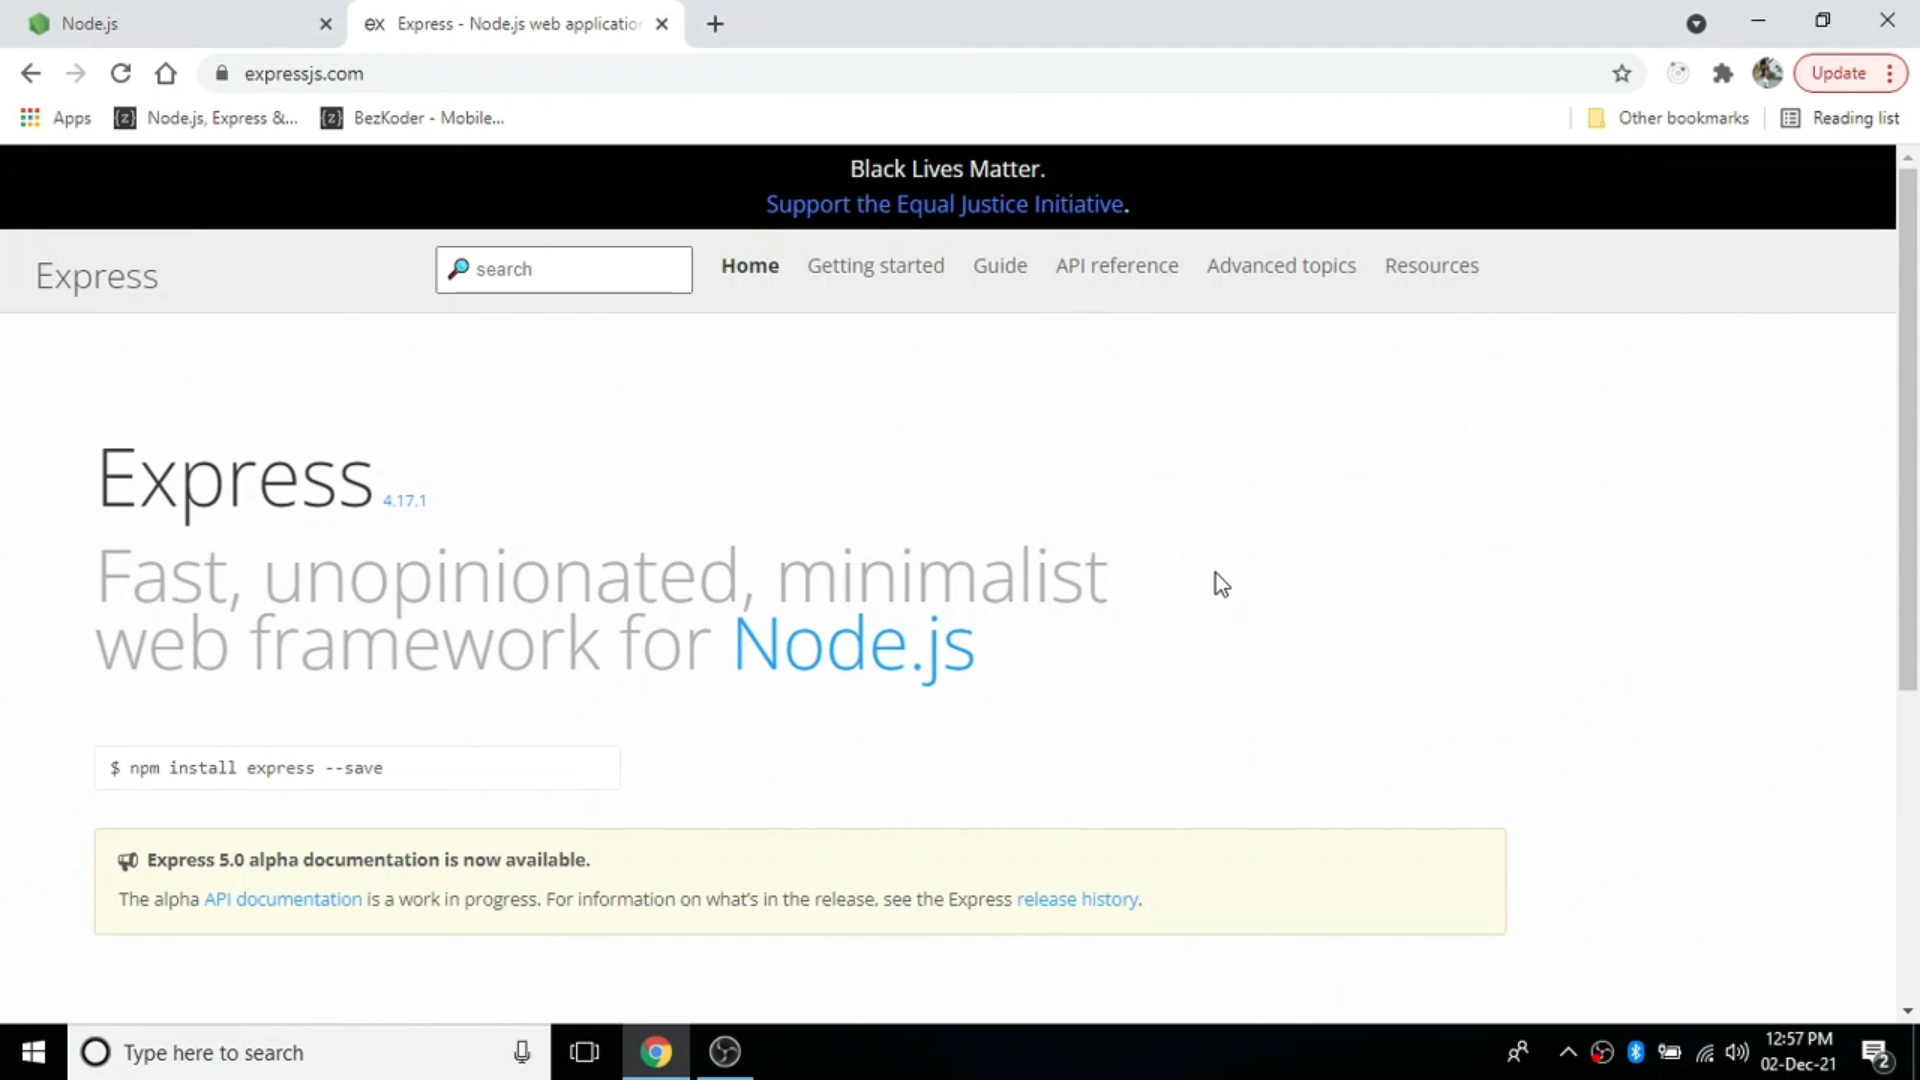 Node.js
ex Express - Node.js web application
expressjs.com
Update
Apps
{z} Node.js, Express &...
{z} BezKoder - Mobile...
Other bookmarks
Reading list
Black Lives Matter.
Support the Equal Justice Initiative.
Express
search
Home
Getting started
Guide
API reference
Advanced topics
Resources
Express 4.17.1
Fast, unopinionated, minimalist
web framework for Node.js
$ npm install express --save
Express 5.0 alpha documentation is now available.
The alpha API documentation is a work in progress. For information on what's in the release, see the Express release history.
Type here to search
12:57 PM
02-Dec-21
2